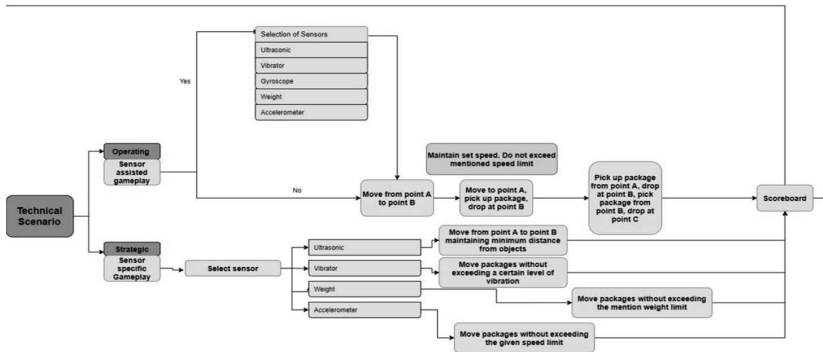 Selection of Sensors
Ultrasonic
Vibrator
Gyroscope
Weight
Accelerometer
Yes
Operating
Sensor
assisted
gameplay
No
Maintain set speed. Do not exceed
mentioned speed limit
Move from point A
to point B
Move to point A,
pick up package,
drop at point B
Pick up package
from point A, drop
at point B, pick
package from
point B, drop at
point C
Scoreboard
Technical
Scenario
Strategic
Sensor
specific
Gameplay
Select sensor
Ultrasonic
Vibrator
Weight
Accelerometer
Move from point A to point B
maintaining minimum distance
from objects
Move packages without
exceeding a certain level of
vibration
Move packages without exceeding
the mention weight limit
Move packages without exceeding
the given speed limit